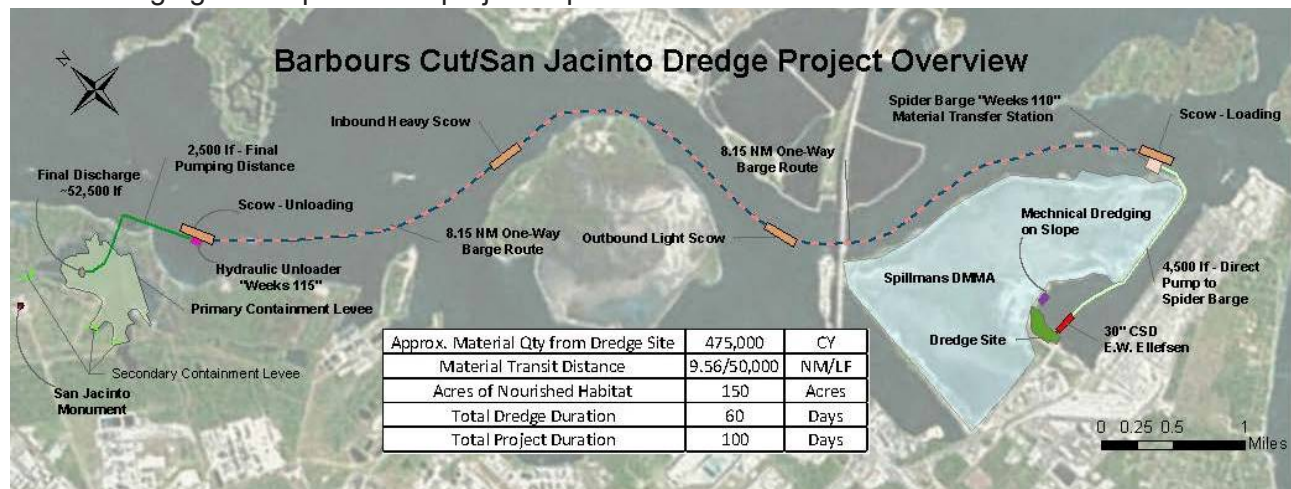 Barbours Cut/San Jacinto Dredge Project Overview
N
Spider Barge "Weeks 110"
Material Transfer Station
Scow - Loading
Inbound Heavy Scow
2,500 lf - Final
Pumping Distance
8.15 NM One-Way
Barge Route
Final Discharge
~52,500 lf
Scow - Unloading
Mechnical Dredging
on Slope
8.15 NM One-Way
Barge Route
Outbound Light Scow
Hydraulic Unloader
"Weeks 115"
Spillmans DMMA
4,500 lf - Direct
Pump to
Spider Barge
Primary Containment Levee
Dredge Site
30" CSD
E.W. Ellefsen
Approx. Material Qty from Dredge Site 475,000 CY
Material Transit Distance 9.56/50,000 NM/LF
Acres of Nourished Habitat 150 Acres
Total Dredge Duration 60 Days
Total Project Duration 100 Days
Secondary Containment Levee
San Jacinto
Monument
0 0.25 0.5 1
Miles